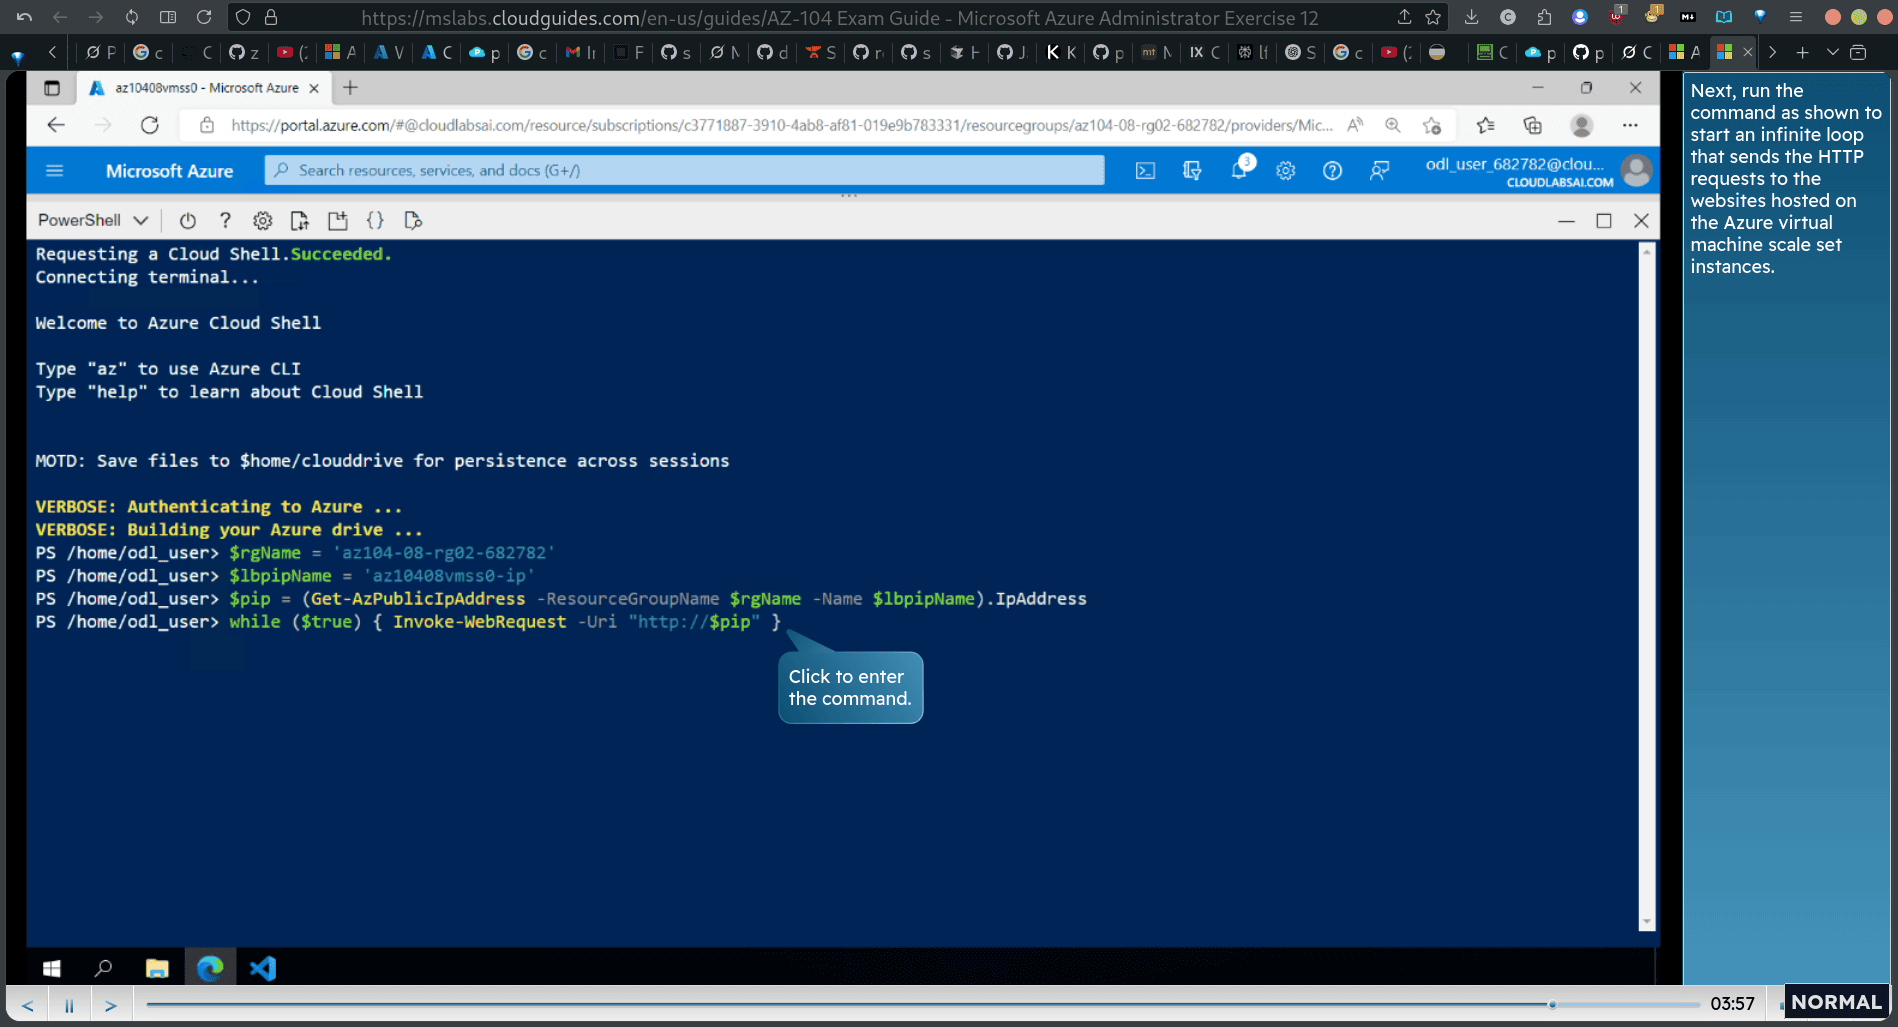 https://mslabs.cloudguides.com/en-us/guides/AZ-104 Exam Guide - Microsoft Azure Administrator Exercise 12
az10408vmss0 - Microsoft Azure
https://portal.azure.com/#@cloudlabsai.com/resource/subscriptions/c3771887-3910-4ab8-af81-019e9b783331/resourcegroups/az104-08-rg02-682782/providers/Mic...
Microsoft Azure
Search resources, services, and docs (G+/)
3
odl_user_682782@clou...
CLOUDLABSAI.COM
PowerShell
Requesting a Cloud Shell.Succeeded.
Connecting terminal...
Welcome to Azure Cloud Shell
Type "az" to use Azure CLI
Type "help" to learn about Cloud Shell
MOTD: Save files to $home/clouddrive for persistence across sessions
VERBOSE: Authenticating to Azure ...
VERBOSE: Building your Azure drive ...
PS /home/odl_user> $rgName = 'az104-08-rg02-682782'
PS /home/odl_user> $lbpipName = 'az10408vmss0-ip'
PS /home/odl_user> $pip = (Get-AzPublicIpAddress -ResourceGroupName $rgName -Name $lbpipName).IpAddress
PS /home/odl_user> while ($true) { Invoke-WebRequest -Uri "http://$pip" }
Click to enter
the command.
Next, run the
command as shown to
start an infinite loop
that sends the HTTP
requests to the
websites hosted on
the Azure virtual
machine scale set
instances.
03:57
NORMAL